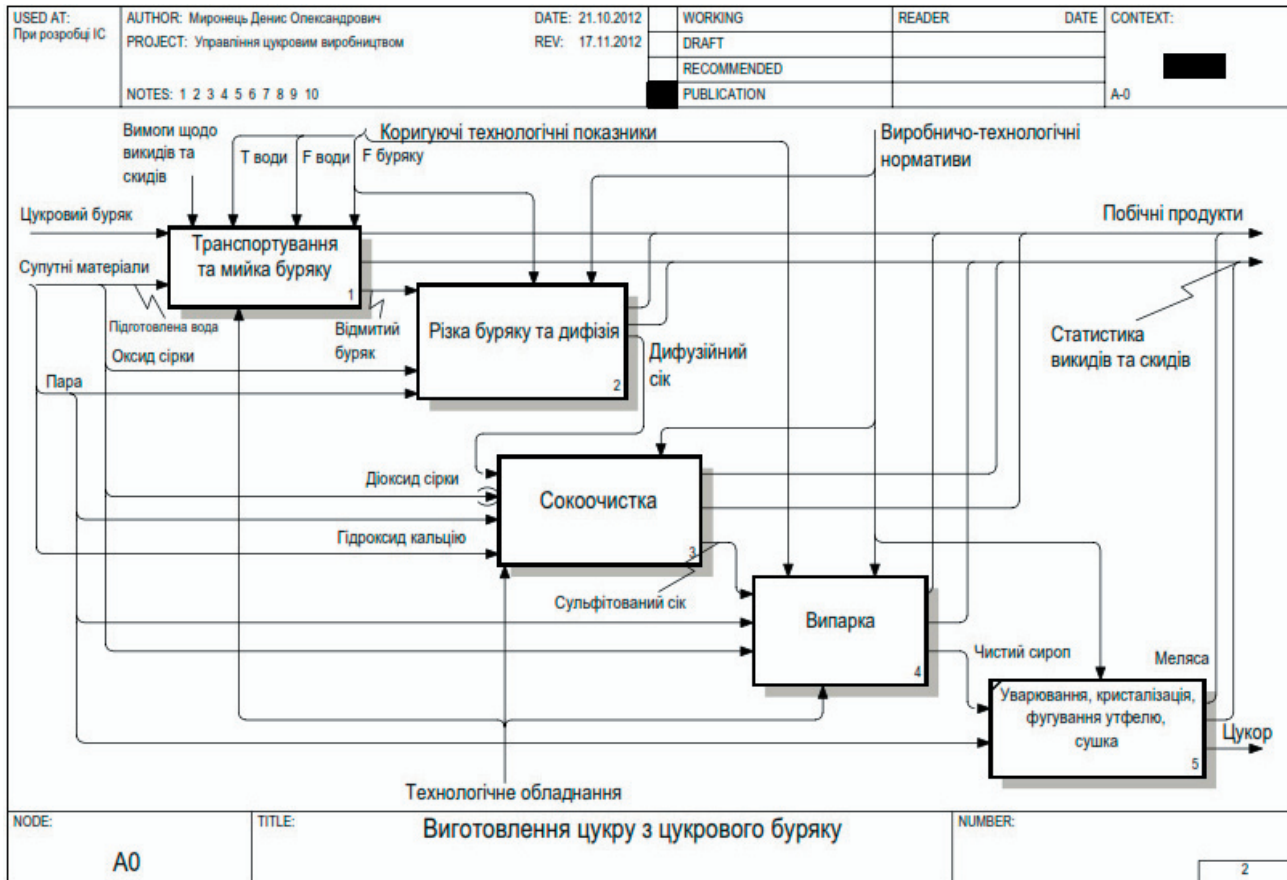 USED AT:
При розробці ІС
AUTHOR: Миронець Денис Олександрович
DATE: 21.10.2012
PROJECT: Управління цукровим виробництвом
REV: 17.11.2012
NOTES: 1 2 3 4 5 6 7 8 9 10
WORKING
DRAFT
RECOMMENDED
PUBLICATION
READER
DATE
CONTEXT:
A-0
Вимоги щодо
викидів та
скидів
Т води
F води
F буряку
Коригуючі технологічні показники
Виробничо-технологічні
нормативи
Цукровий буряк
Побічні продукти
Транспортування
та мийка буряку
1
Супутні матеріали
Підготовлена вода
Відмитий
буряк
Різка буряку та дифізія
2
Статистика
викидів та скидів
Оксид сірки
Дифузійний
сік
Пара
Діоксид сірки
Сокоочистка
3
Гідроксид кальцію
Сульфітований сік
Випарка
4
Чистий сироп
Меляса
Уварювання, кристалізація,
фугування утфелю,
сушка
5
Цукор
Технологічне обладнання
NODE:
A0
TITLE:
Виготовлення цукру з цукрового буряку
NUMBER:
2